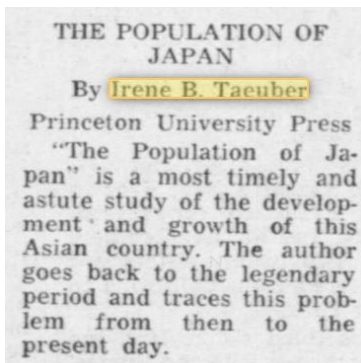 THE POPULATION OF
JAPAN
By Irene B. Taeuber
Princeton University Press
"The Population of Ja-
pan" is a most timely and
astute study of the develop-
ment and growth of this
Asian country. The author
goes back to the legendary
period and traces this prob-
lem from then to the
present day.